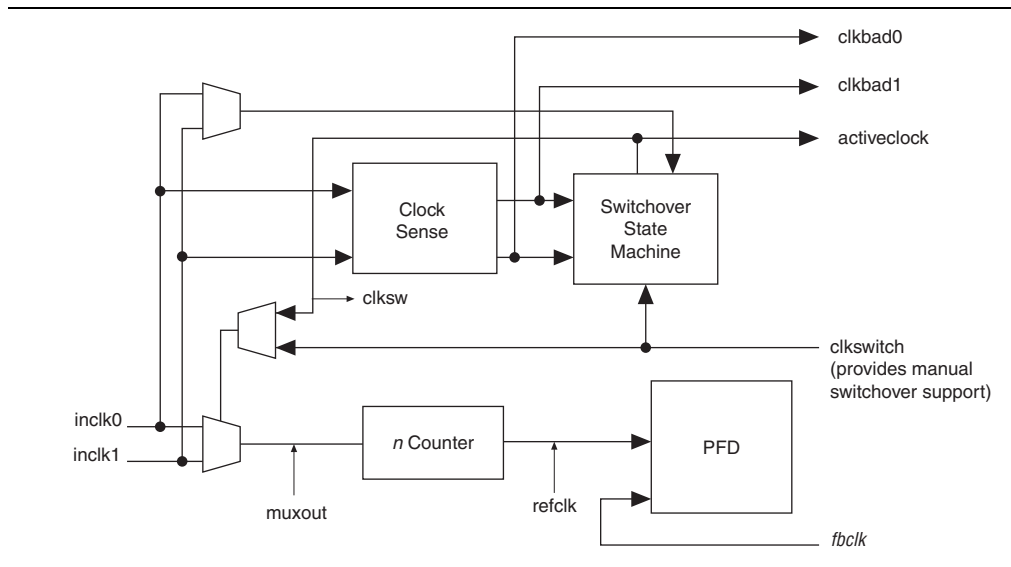 clkbad0
clkbad1
activeclock
Clock
Sense
Switchover
State
Machine
clksw
clkswitch
(provides manual
switchover support)
inclk0
inclk1
n Counter
PFD
muxout
refclk
fbclk